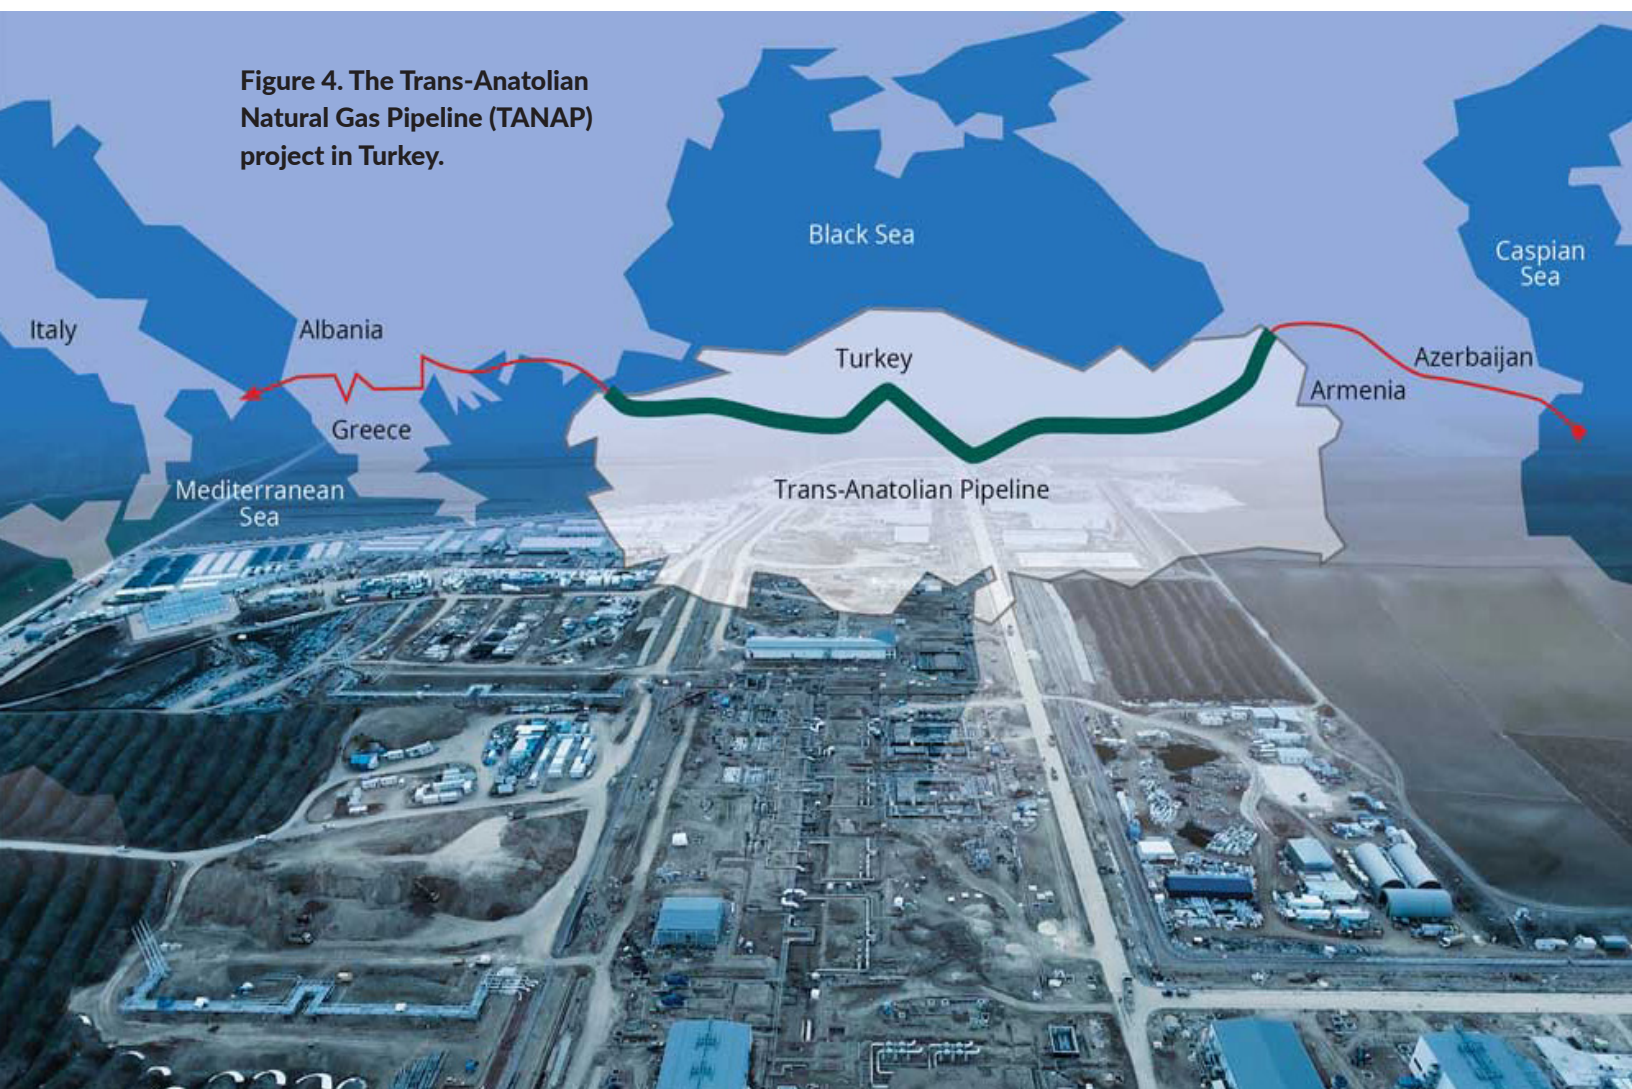 Figure 4. The Trans-Anatolian
Natural Gas Pipeline (TANAP)
project in Turkey.
Black Sea
Caspian
Sea
Italy
Albania
Turkey
Azerbaijan
Armenia
Greece
Mediterranean
Sea
Trans-Anatolian Pipeline